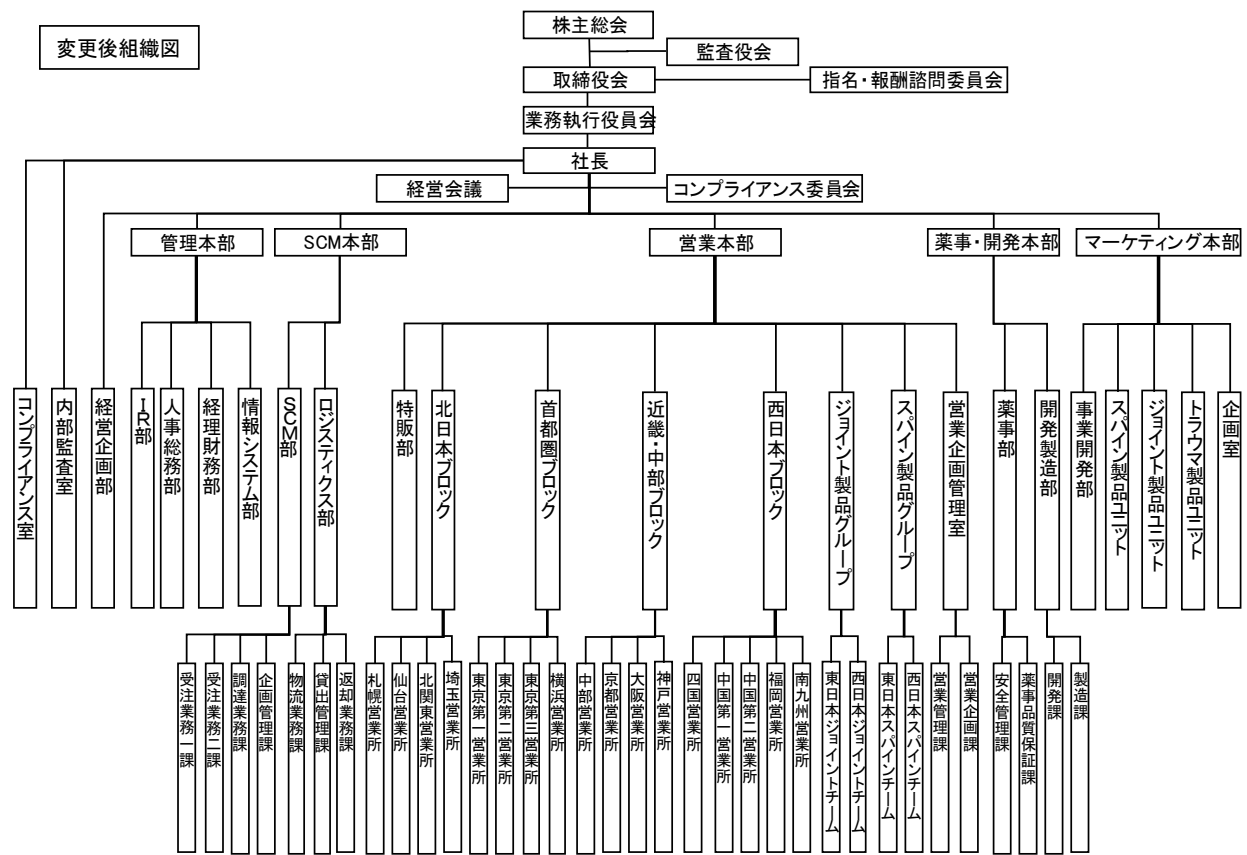 変更後組織図
株主総会
監査役会
取締役会
指名・報酬諮問委員会
業務執行役員会
社長
経営会議
コンプライアンス委員会
管理本部
SCM本部
営業本部
薬事・開発本部
マーケティング本部
コンプライアンス室
内部監査室
経営企画部
IR部
人事総務部
経理財務部
情報システム部
SCM部
ロジスティクス部
特販部
北日本ブロック
首都圏ブロック
近畿・中部ブロック
西日本ブロック
ジョイント製品グループ
スパイン製品グループ
営業企画管理室
薬事部
開発製造部
事業開発部
スパイン製品ユニット
ジョイント製品ユニット
トラウマ製品ユニット
企画室
受注業務一課
受注業務二課
調達業務課
企画管理課
物流業務課
貸出管理課
返却業務課
札幌営業所
仙台営業所
北関東営業所
埼玉営業所
東京第一営業所
東京第二営業所
東京第三営業所
横浜営業所
中部営業所
京都営業所
大阪営業所
神戸営業所
四国営業所
中国第一営業所
中国第二営業所
福岡営業所
南九州営業所
東日本ジョイントチーム
西日本ジョイントチーム
東日本スパインチーム
西日本スパインチーム
営業管理課
営業企画課
安全管理課
薬事品質保証課
開発課
製造課